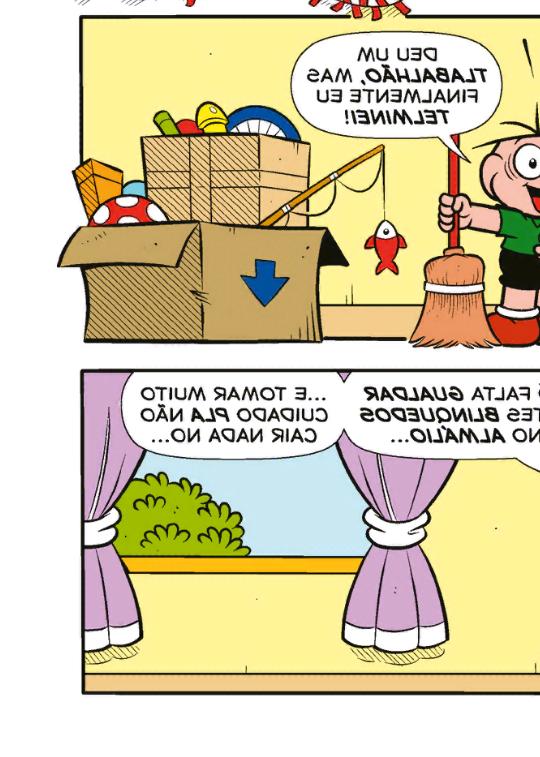 DEU UM
TLABALHÃO, MAS
FINALMENTE EU
TELMINEI!
FALTA GUALDAR
TES BLINQUEDOS
NO ALMÁLIO...
...E TOMAR MUITO
CUIDADO PLA NÃO
CAIR NADA NO...